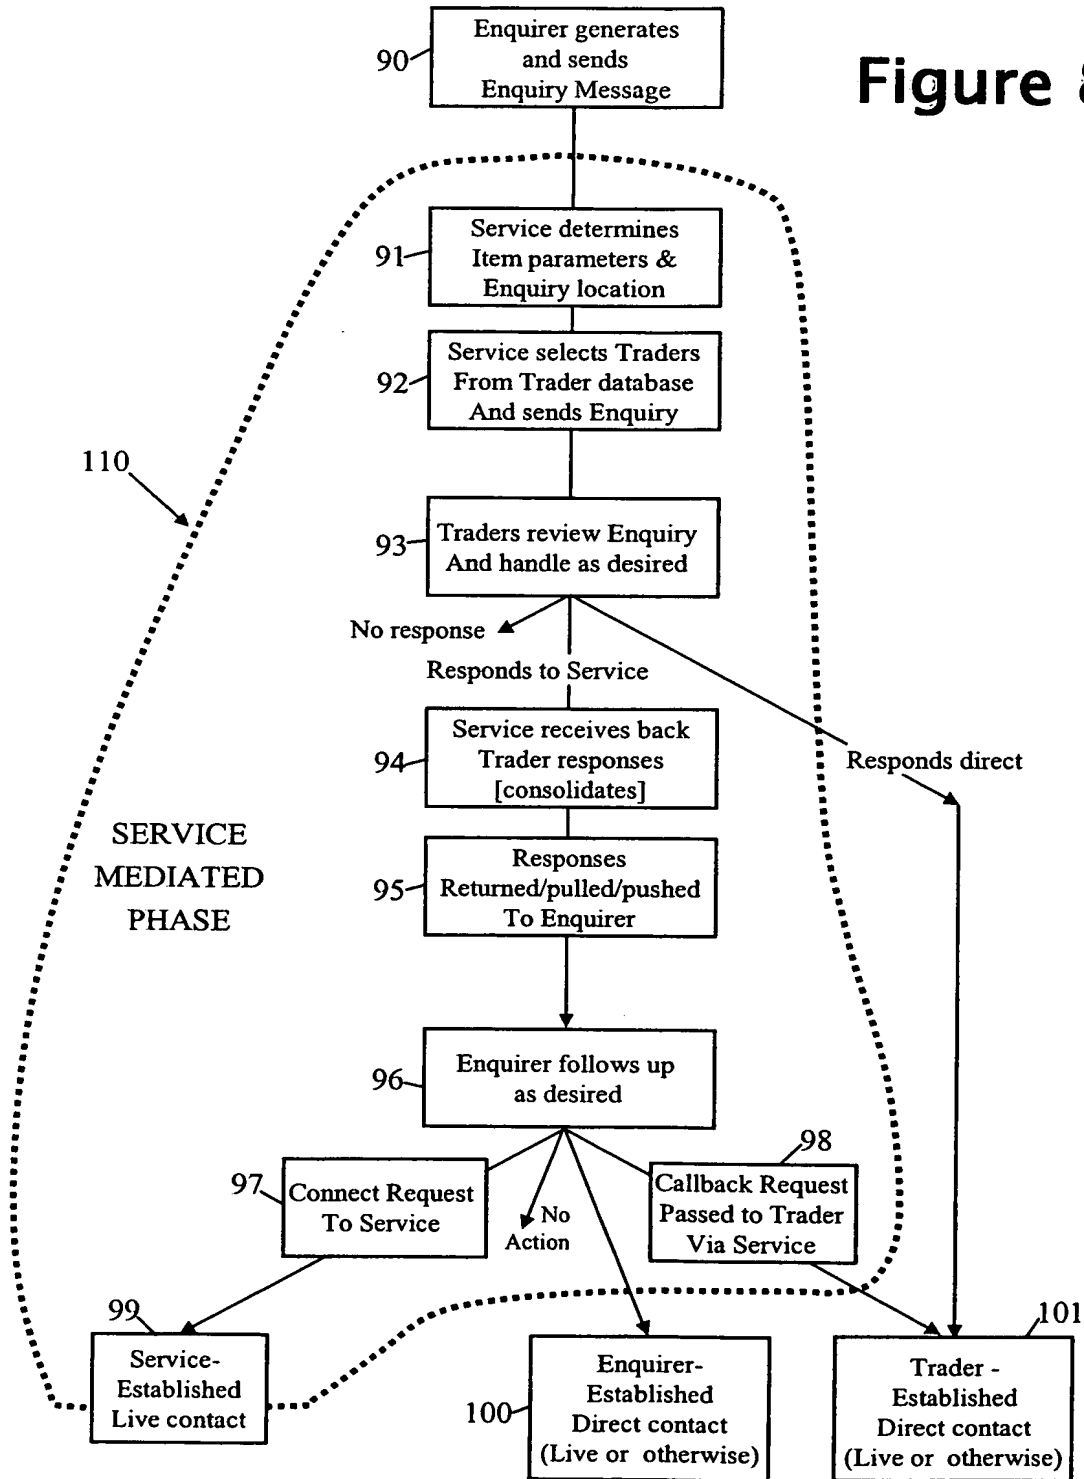 Enquirer generates
and sends
Enquiry Message
90
Figure
Service determines
Item parameters &
Enquiry location
91
Service selects Traders
From Trader database
And sends Enquiry
92
110
Traders review Enquiry
And handle as desired
93
No response
Responds to Service
Responds direct
Service receives back
Trader responses
[consolidates]
94
SERVICE
MEDIATED
PHASE
Responses
Returned/pulled/pushed
To Enquirer
95
Enquirer follows up
as desired
96
97
Connect Request
To Service
No
Action
98
Callback Request
Passed to Trader
Via Service
99
Service-
Established
Live contact
100
Enquirer-
Established
Direct contact
(Live or otherwise)
101
Trader -
Established
Direct contact
(Live or otherwise)